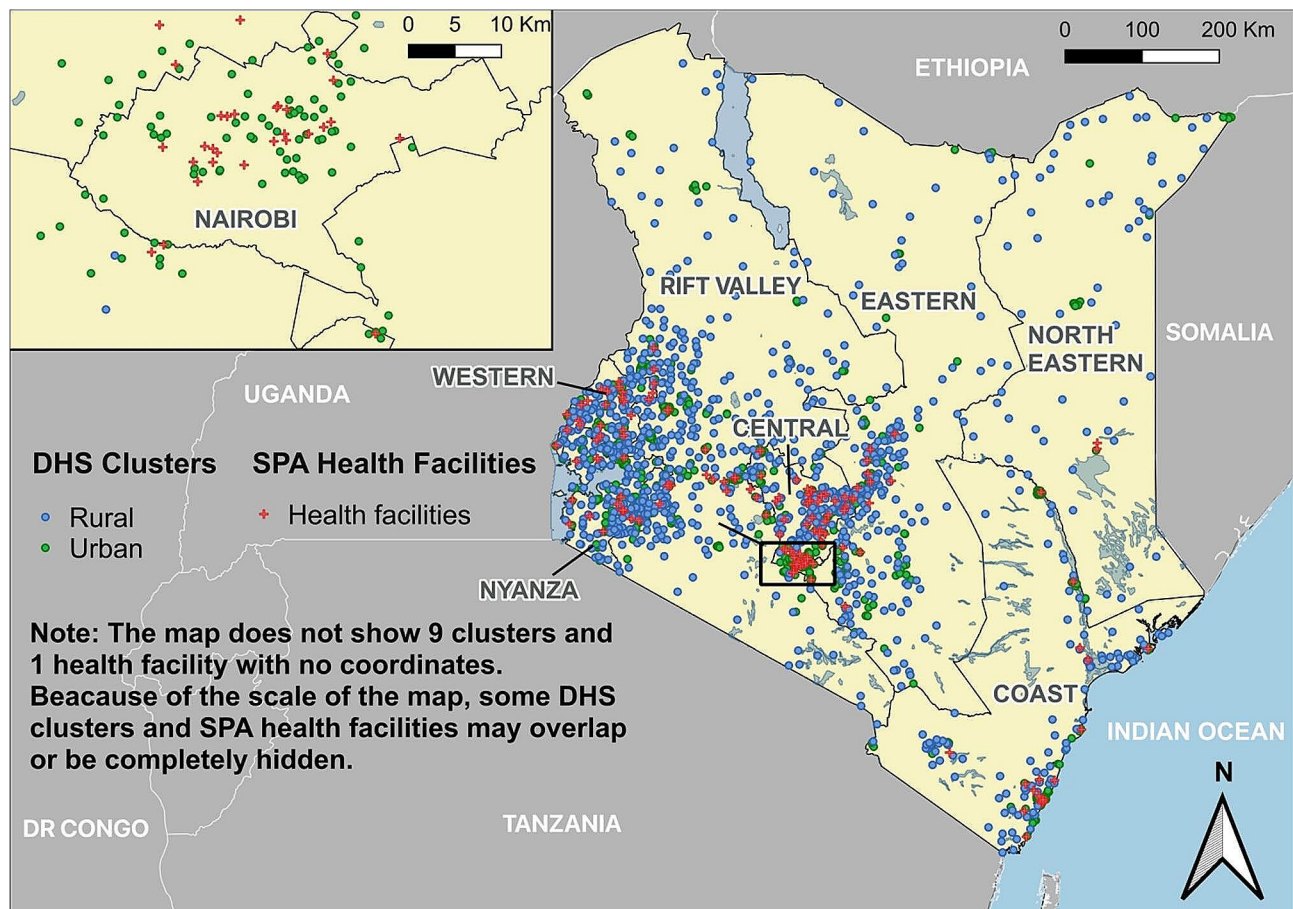 0 5 10 Km
0 100 200 Km
ETHIOPIA
NAIROBI
RIFT VALLEY
EASTERN
NORTH
EASTERN
SOMALIA
UGANDA
WESTERN
CENTRAL
DHS Clusters
Rural
Urban
SPA Health Facilities
Health facilities
NYANZA
Note: The map does not show 9 clusters and
1 health facility with no coordinates.
Beacause of the scale of the map, some DHS
clusters and SPA health facilities may overlap
or be completely hidden.
COAST
INDIAN OCEAN
N
DR CONGO
TANZANIA